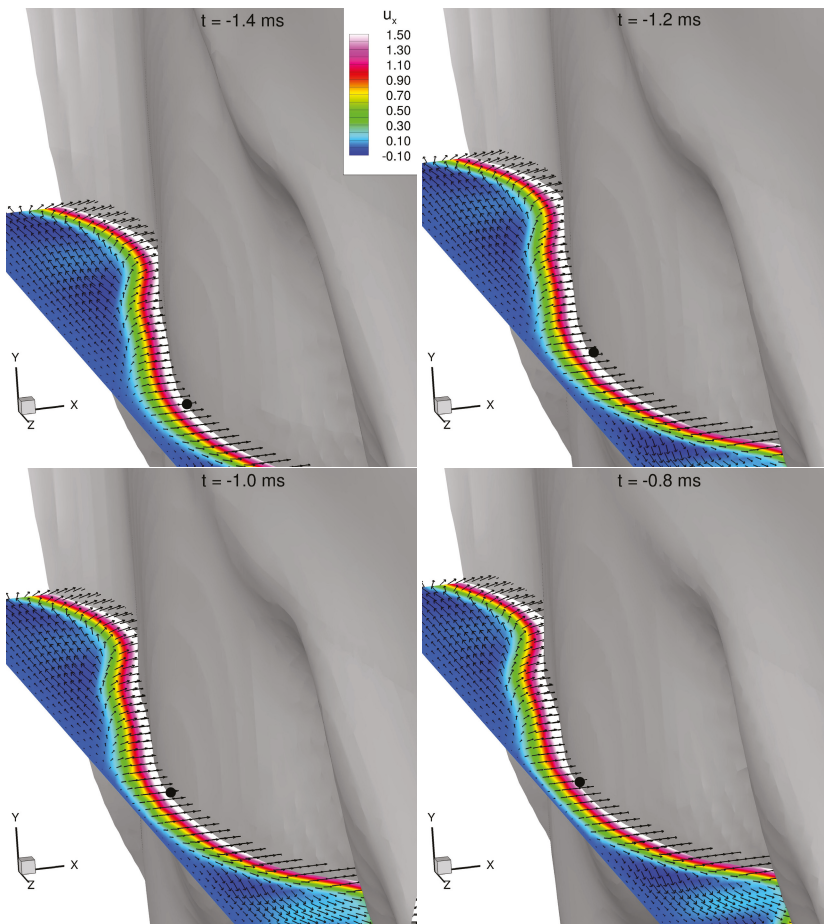 t = -1.4 ms
u_x
1.50
1.30
1.10
0.90
0.70
0.50
0.30
0.10
-0.10
Y
X
Z
t = -1.2 ms
Y
X
Z
t = -1.0 ms
Y
X
Z
t = -0.8 ms
Y
X
Z